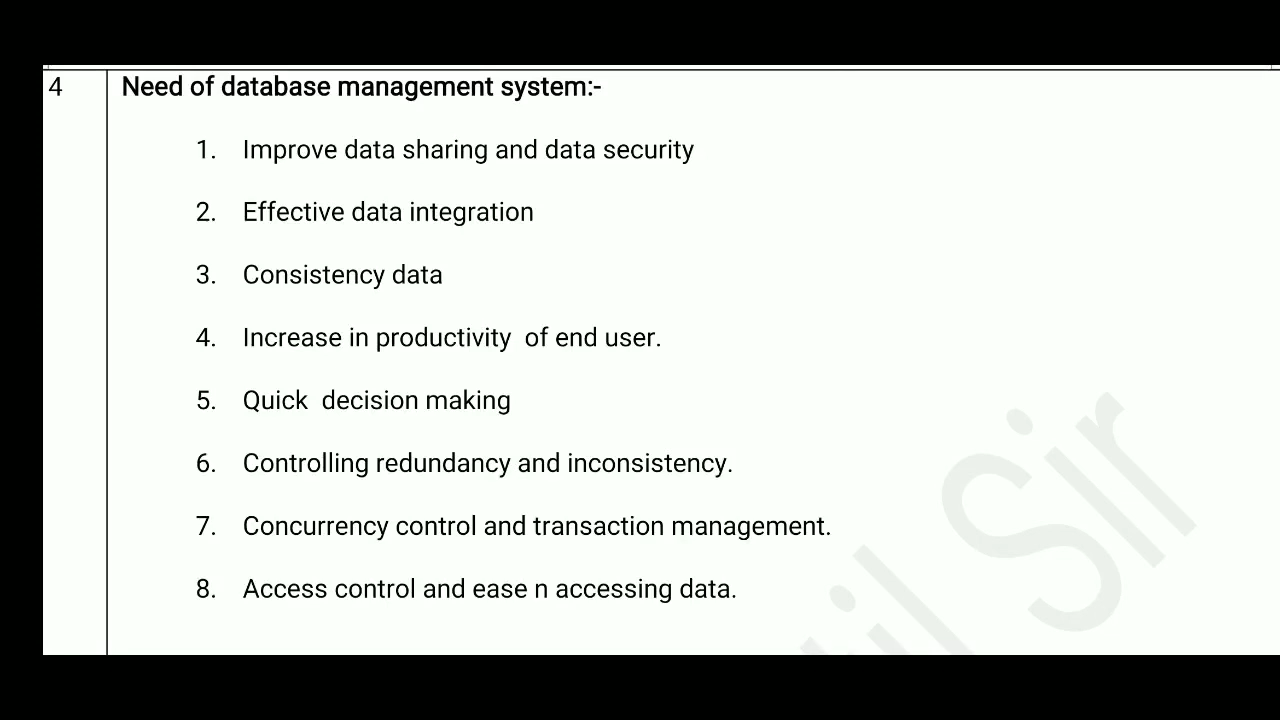 4 Need of database management system:-
1. Improve data sharing and data security
2. Effective data integration
3. Consistency data
4. Increase in productivity  of end user.
5. Quick  decision making
6. Controlling redundancy and inconsistency.
7. Concurrency control and transaction management.
8. Access control and ease n accessing data.
Sir